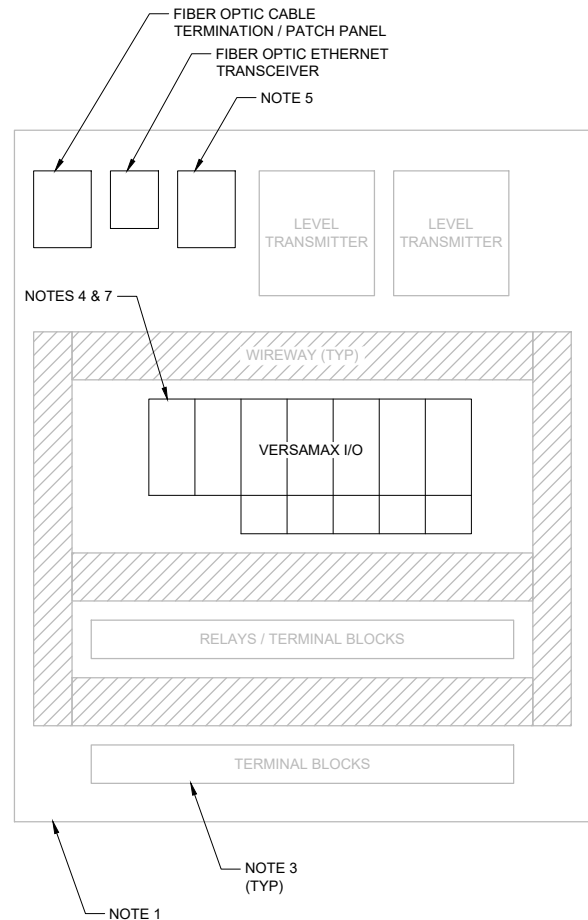 FIBER OPTIC CABLE
TERMINATION / PATCH PANEL
FIBER OPTIC ETHERNET
TRANSCEIVER
NOTE 5
LEVEL
TRANSMITTER
LEVEL
TRANSMITTER
NOTES 4 & 7
WIREWAY (TYP)
VERSAMAX I/O
RELAYS / TERMINAL BLOCKS
TERMINAL BLOCKS
NOTE 3
(TYP)
NOTE 1